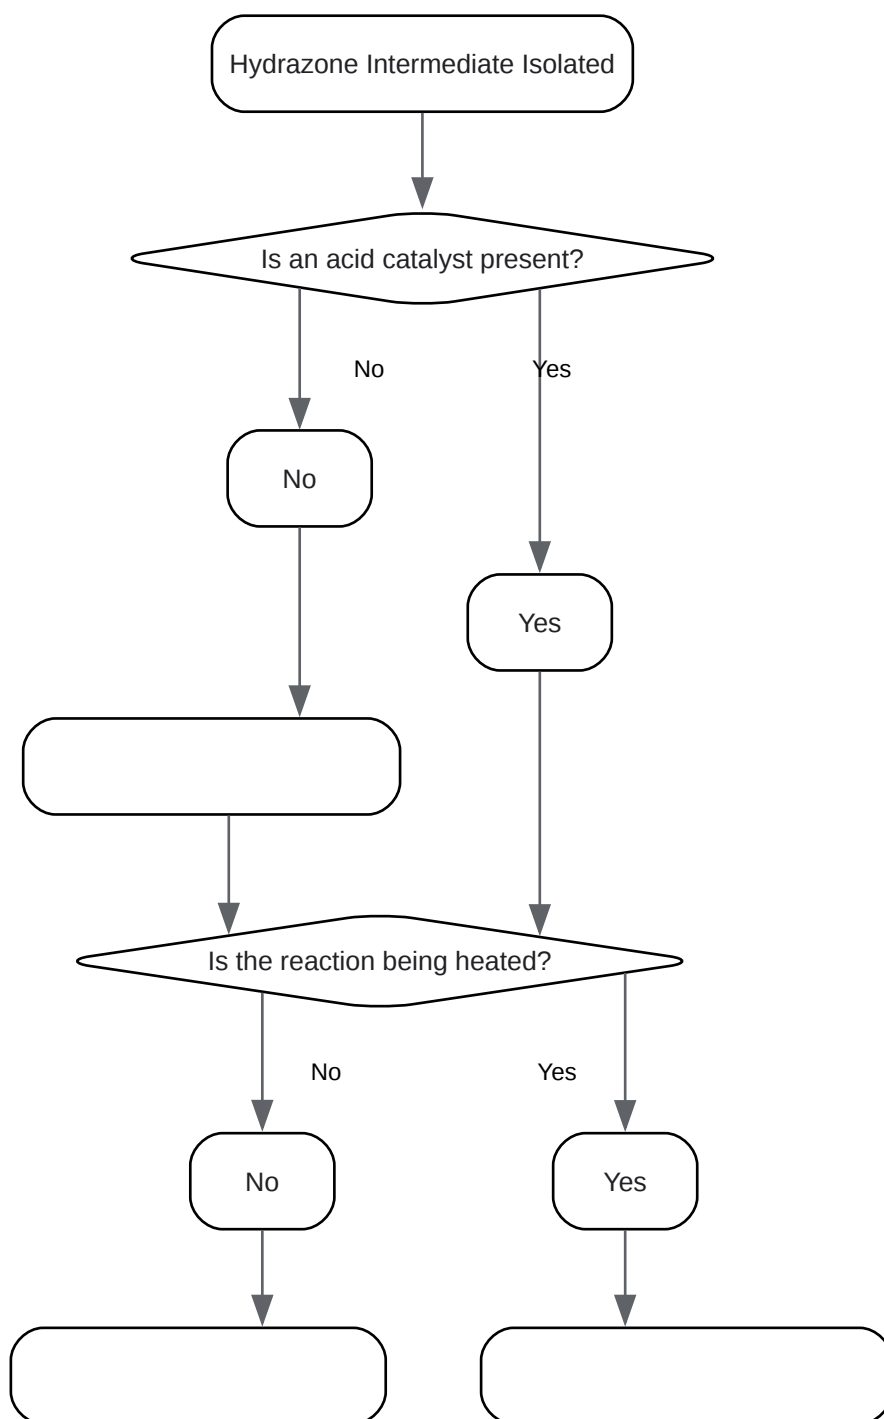 Hydrazone Intermediate Isolated
Is an acid catalyst present?
No
Yes
No
Yes
Is the reaction being heated?
No
Yes
No
Yes